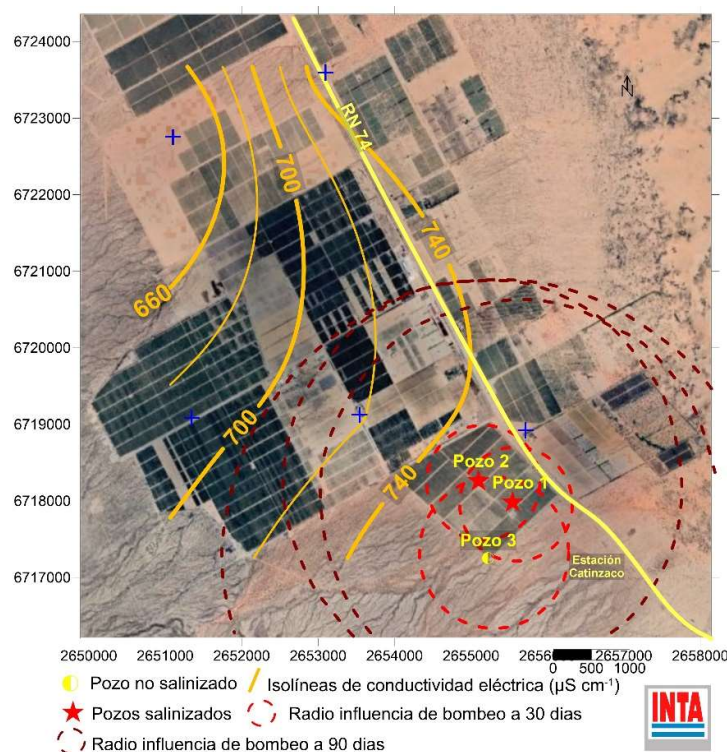 6724000
6723000
6722000
6721000
6720000
6719000
6718000
6717000
RN 74
N
700
740
660
700
740
Pozo 2
Pozo 1
Pozo 3
Estación
Catinzaco
2650000 2651000 2652000 2653000 2654000 2655000 2656000 2657000 2658000
0 500 1000
Pozo no salinizado
Isolíneas de conductividad eléctrica (µS cm⁻¹)
Pozos salinizados
Radio influencia de bombeo a 30 dias
Radio influencia de bombeo a 90 dias
INTA